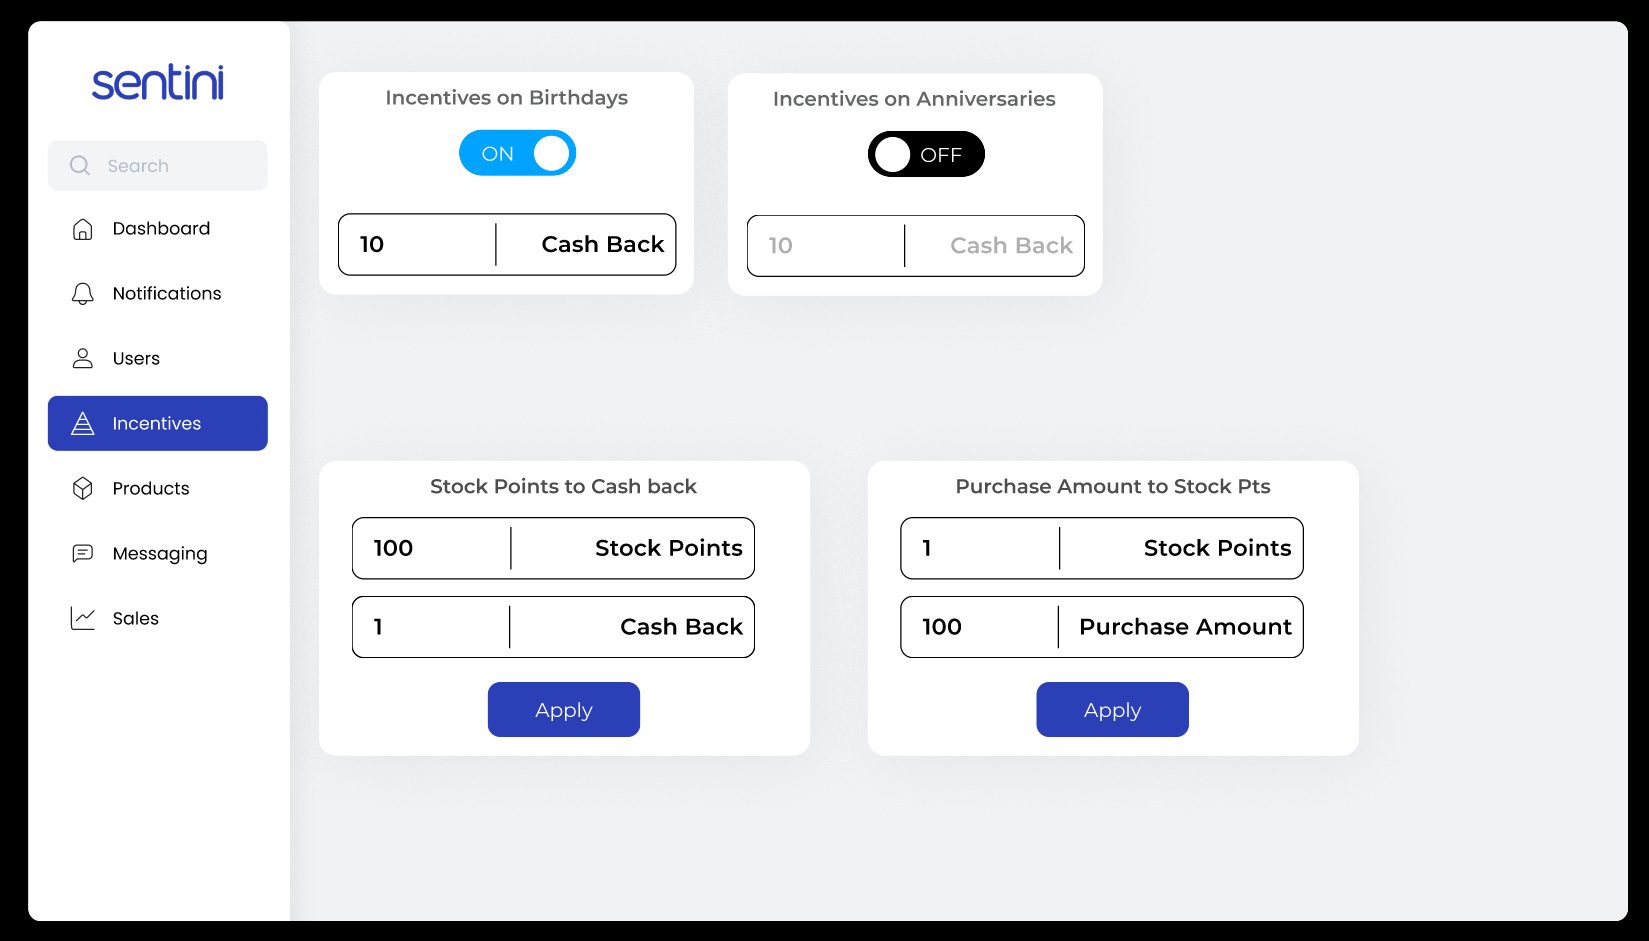 sentini
Search
Dashboard
Notifications
Users
Incentives
Products
Messaging
Sales
Incentives on Birthdays
ON
10
Cash Back
Incentives on Anniversaries
OFF
10
Cash Back
Stock Points to Cash back
100
Stock Points
1
Cash Back
Apply
Purchase Amount to Stock Pts
1
Stock Points
100
Purchase Amount
Apply